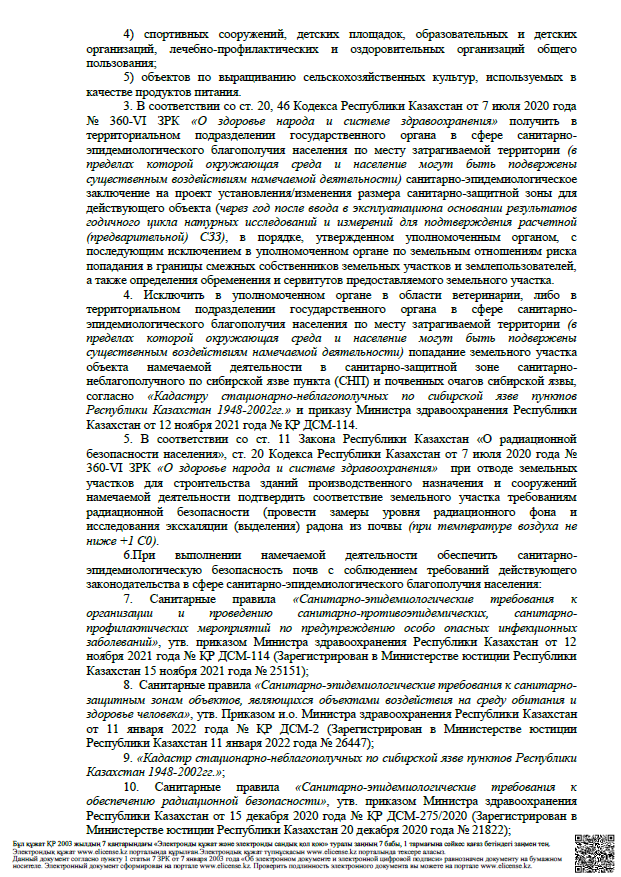 4) спортивных сооружений, детских площадок, образовательных и детских
организаций, лечебно-профилактических и оздоровительных организаций общего
пользования;
5) объектов по выращиванию сельскохозяйственных культур, используемых в
качестве продуктов питания.
3. В соответствии со ст. 20, 46 Кодекса Республики Казахстан от 7 июля 2020 года
№ 360-VI ЗРК «О здоровье народа и системе здравоохранения» получить в
территориальном подразделении государственного органа в сфере санитарно-
эпидемиологического благополучия населения по месту затрагиваемой территории (в
пределах которой окружающая среда и население могут быть подвержены
существенным воздействиям намечаемой деятельности) санитарно-эпидемиологическое
заключение на проект установления/изменения размера санитарно-защитной зоны для
действующего объекта (через год после ввода в эксплуатациюна основании результатов
годичного цикла натурных исследований и измерений для подтверждения расчетной
(предварительной) СЗЗ), в порядке, утвержденном уполномоченным органом, с
последующим исключением в уполномоченном органе по земельным отношениям риска
попадания в границы смежных собственников земельных участков и землепользователей,
а также определения обременения и сервитутов предоставляемого земельного участка.
4. Исключить в уполномоченном органе в области ветеринарии, либо в
территориальном подразделении государственного органа в сфере санитарно-
эпидемиологического благополучия населения по месту затрагиваемой территории (в
пределах которой окружающая среда и население могут быть подвержены
существенным воздействиям намечаемой деятельности) попадание земельного участка
объекта намечаемой деятельности в санитарно-защитной зоне санитарно-
неблагополучного по сибирской язве пункта (СНП) и почвенных очагов сибирской язвы,
согласно «Кадастру стационарно-неблагополучных по сибирской язве пунктов
Республики Казахстан 1948-2002гг.» и приказу Министра здравоохранения Республики
Казахстан от 12 ноября 2021 года № ҚР ДСМ-114.
5. В соответствии со ст. 11 Закона Республики Казахстан «О радиационной
безопасности населения», ст. 20 Кодекса Республики Казахстан от 7 июля 2020 года №
360-VI ЗРК «О здоровье народа и системе здравоохранения» при отводе земельных
участков для строительства зданий производственного назначения и сооружений
намечаемой деятельности подтвердить соответствие земельного участка требованиям
радиационной безопасности (провести замеры уровня радиационного фона и
исследования эксхаляции (выделения) радона из почвы (при температуре воздуха не
ниже +1 С0).
6.При выполнении намечаемой деятельности обеспечить санитарно-
эпидемиологическую безопасность почв с соблюдением требований действующего
законодательства в сфере санитарно-эпидемиологического благополучия населения:
7. Санитарные правила «Санитарно-эпидемиологические требования к
организации и проведению санитарно-противоэпидемических, санитарно-
профилактических мероприятий по предупреждению особо опасных инфекционных
заболеваний», утв. приказом Министра здравоохранения Республики Казахстан от 12
ноября 2021 года № ҚР ДСМ-114 (Зарегистрирован в Министерстве юстиции Республики
Казахстан 15 ноября 2021 года № 25151);
8. Санитарные правила «Санитарно-эпидемиологические требования к санитарно-
защитным зонам объектов, являющихся объектами воздействия на среду обитания и
здоровье человека», утв. Приказом и.о. Министра здравоохранения Республики Казахстан
от 11 января 2022 года № ҚР ДСМ-2 (Зарегистрирован в Министерстве юстиции
Республики Казахстан 11 января 2022 года № 26447);
9. «Кадастр стационарно-неблагополучных по сибирской язве пунктов Республики
Казахстан 1948-2002гг.»;
10. Санитарные правила «Санитарно-эпидемиологические требования к
обеспечению радиационной безопасности», утв. приказом Министра здравоохранения
Республики Казахстан от 15 декабря 2020 года № ҚР ДСМ-275/2020 (Зарегистрирован в
Министерстве юстиции Республики Казахстан 20 декабря 2020 года № 21822);
Бұл құжат ҚР 2003 жылдың 7 қаңтарындағы «Электронды құжат және электронды сандық қол қою» туралы заңның 7 бабы, 1 тармағына сәйкес қағаз бетіндегі заңмен тең.
Электрондық құжат www.elicense.kz порталында құрылған.Электрондық құжат түпнұсқасын www.elicense.kz порталында тексере аласыз.
Данный документ согласно пункту 1 статьи 7 ЗРК от 7 января 2003 года «Об электронном документе и электронной цифровой подписи» равнозначен документу на бумажном
носителе. Электронный документ сформирован на портале www.elicense.kz. Проверить подлинность электронного документа вы можете на портале www.elicense.kz.